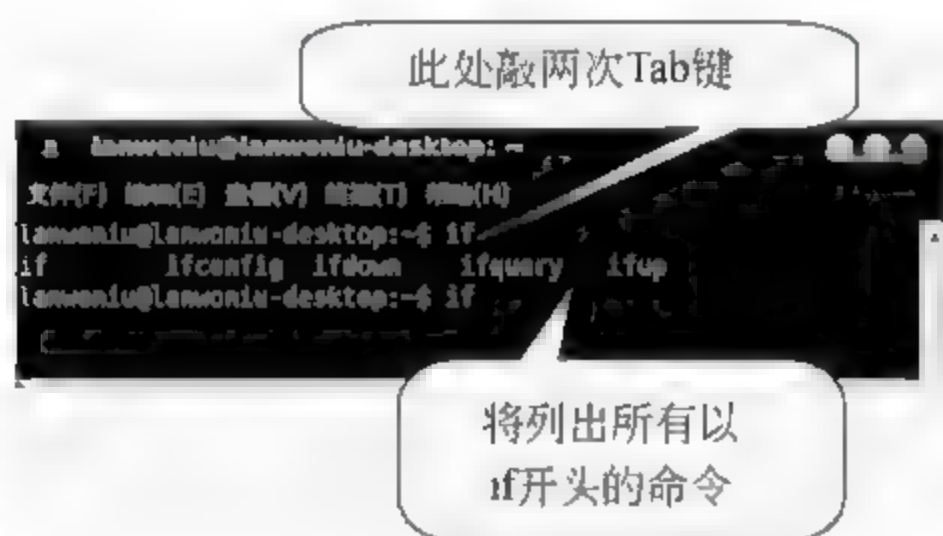 此处敲两次Tab键
lanwoniu@lanwoniu-desktop: ~
文件(F) 编辑(E) 查看(V) 终端(T) 帮助(H)
lanwoniu@lanwoniu-desktop:~$ if
if ifconfig ifdown ifquery ifup
lanwoniu@lanwoniu-desktop:~$ if
将列出所有以
if开头的命令